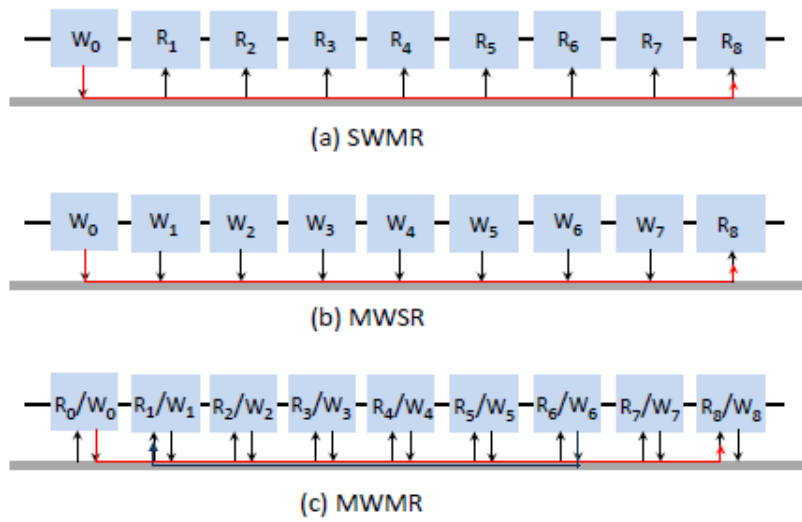 W0 R1 R2 R3 R4 R5 R6 R7 R8
(a) SWMR
W0 W1 W2 W3 W4 W5 W6 W7 R8
(b) MWSR
R0/W0 R1/W1 R2/W2 R3/W3 R4/W4 R5/W5 R6/W6 R7/W7 R8/W8
(c) MWMR